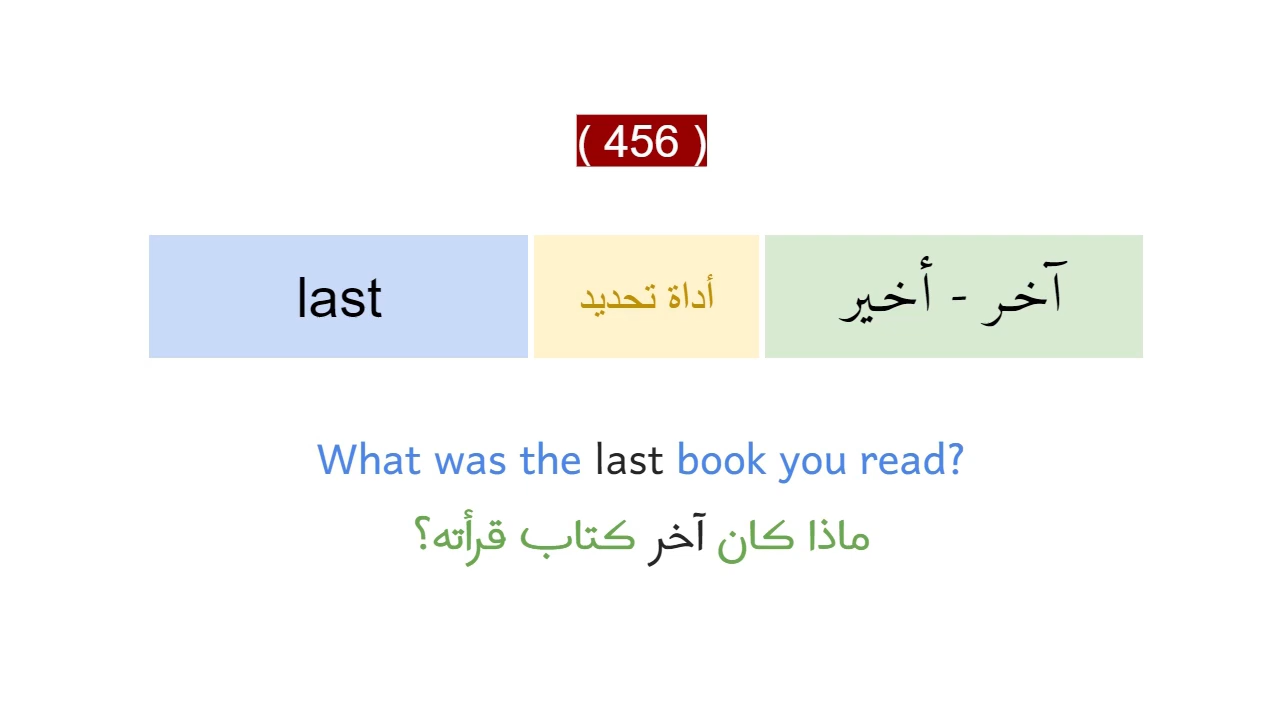 ( 456 )
last
أداة تحديد
آخر - أخير
What was the last book you read?
ماذا كان آخر كتاب قرأته؟